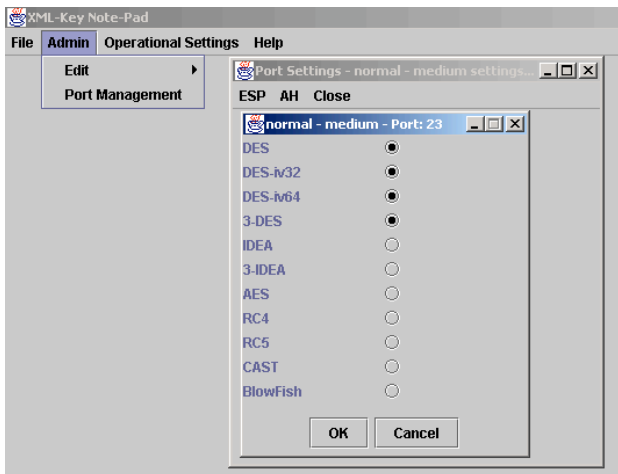 XML-Key Note-Pad
File Admin Operational Settings Help
Edit
Port Management
Port Settings - normal - medium settings...
ESP AH Close
normal - medium - Port: 23
DES
DES-iv32
DES-iv64
3-DES
IDEA
3-IDEA
AES
RC4
RC5
CAST
BlowFish
OK Cancel